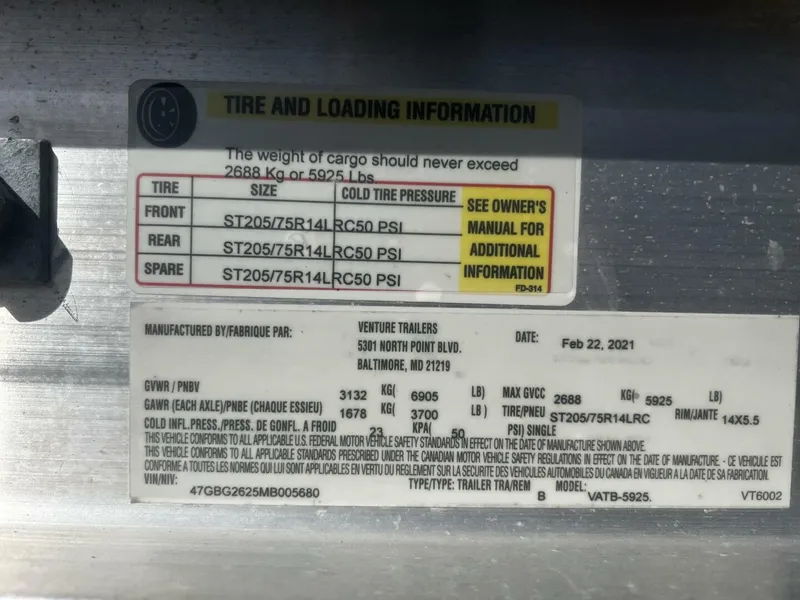 TIRE AND LOADING INFORMATION
The weight of cargo should never exceed
2688 Kg or 5925 Lbs
TIRE SIZE COLD TIRE PRESSURE SEE OWNER'S MANUAL FOR ADDITIONAL INFORMATION
FRONT ST205/75R14LRC50 PSI
REAR ST205/75R14LRC50 PSI
SPARE ST205/75R14LRC50 PSI
FD-314
MANUFACTURED BY/FABRIQUE PAR: VENTURE TRAILERS DATE: Feb 22, 2021
5301 NORTH POINT BLVD.
BALTIMORE, MD 21219
GVWR / PNBV 3132 KG( 6905 LB) MAX GVCC 2688 KG( 5925 LB)
GAWR (EACH AXLE)/PNBE (CHAQUE ESSIEU) 1678 KG( 3700 LB ) TIRE/PNEU ST205/75R14LRC RIM/JANTE 14X5.5
COLD INFL.PRESS./PRESS. DE GONFL. A FROID 23 KPA( 50 PSI) SINGLE
THIS VEHICLE CONFORMS TO ALL APPLICABLE U.S. FEDERAL MOTOR VEHICLE SAFETY STANDARDS IN EFFECT ON THE DATE OF MANUFACTURE SHOWN ABOVE.
THIS VEHICLE CONFORMS TO ALL APPLICABLE STANDARDS PRESCRIBED UNDER THE CANADIAN MOTOR VEHICLE SAFETY REGULATIONS IN EFFECT ON THE DATE OF MANUFACTURE - CE VEHICULE EST
CONFORME A TOUTES LES NORMES QUI LUI SONT APPLICABLES EN VERTU DU REGLEMENT SUR LA SECURITE DES VEHICULES AUTOMOBILES DU CANADA EN VIGUEUR A LA DATE DE SA FABRICATION.
VIN/NIV: 47GBG2625MB005680 TYPE/TYPE: TRAILER TRA/REM B MODEL: VATB-5925. VT6002